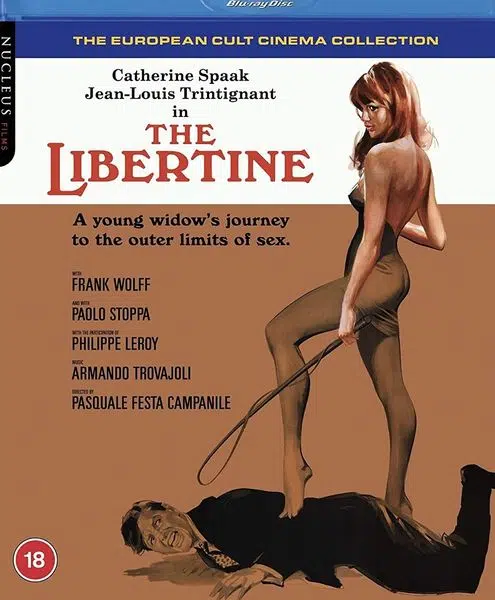 Blu-ray Disc
THE EUROPEAN CULT CINEMA COLLECTION
NUCLEUS FILMS
Catherine Spaak
Jean-Louis Trintignant
in
THE
LIBERTINE
A young widow's journey
to the outer limits of sex.
WITH
FRANK WOLFF
AND WITH
PAOLO STOPPA
WITH THE PARTICIPATION OF
PHILIPPE LEROY
MUSIC
ARMANDO TROVAJOLI
DIRECTED BY
PASQUALE FESTA CAMPANILE
18